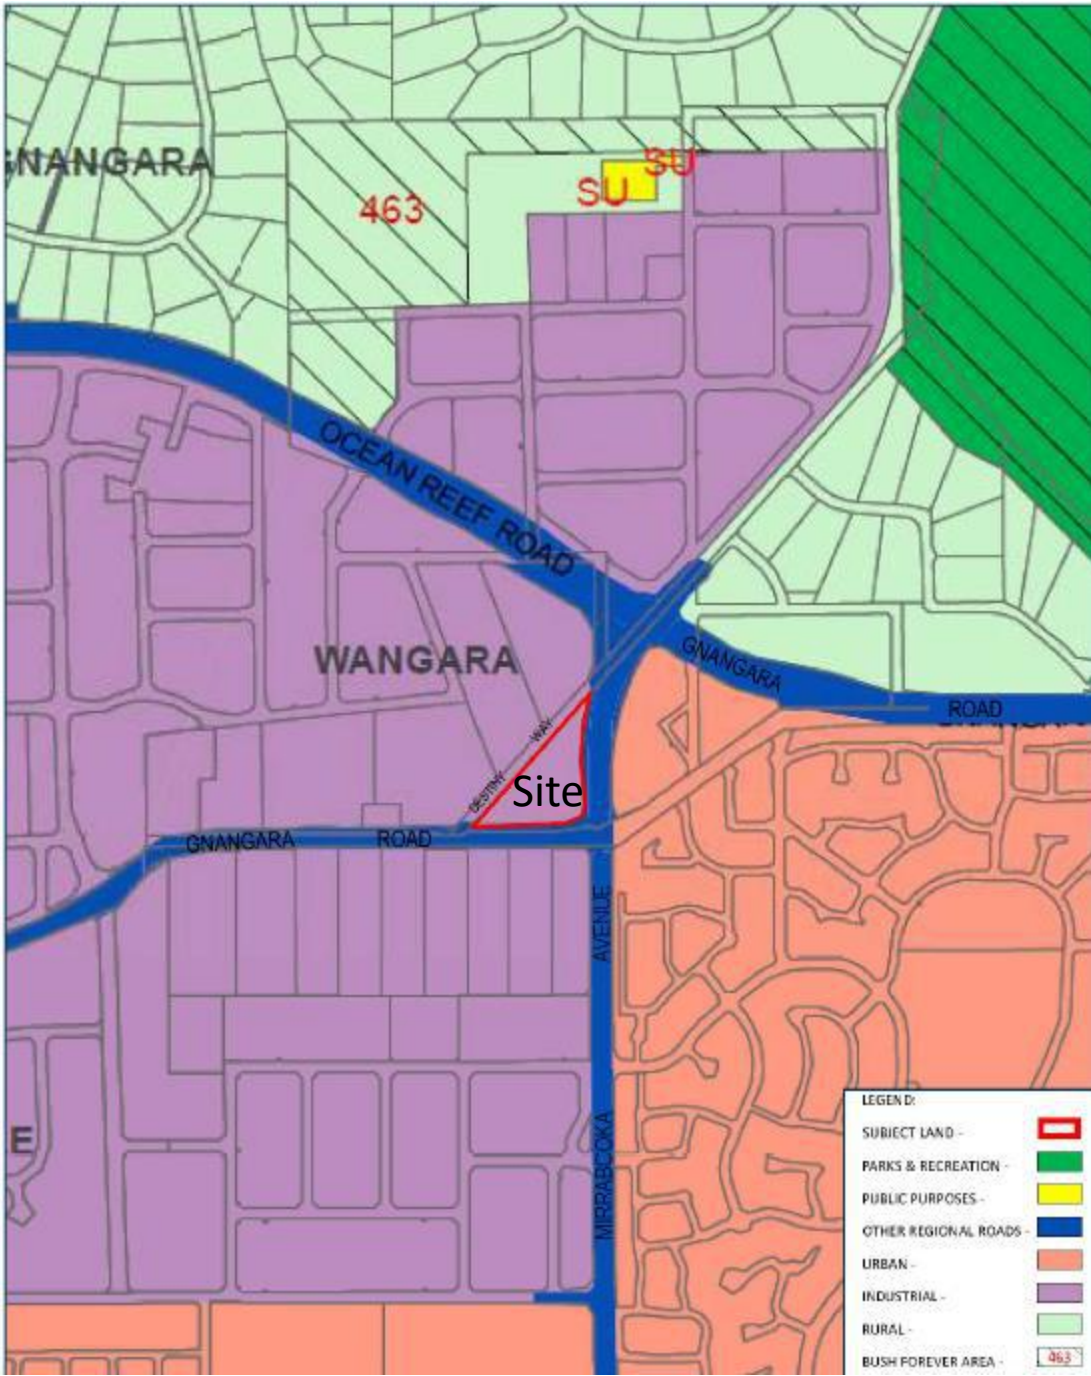 GNANGARA
463
SU
SU
OCEAN REEF ROAD
WANGARA
GNANGARA
ROAD
DESTINY WAY
Site
GNANGARA ROAD
AVENUE
MIRRABOOKA
E
LEGEND:
SUBJECT LAND -
PARKS & RECREATION -
PUBLIC PURPOSES -
OTHER REGIONAL ROADS -
URBAN -
INDUSTRIAL -
RURAL -
BUSH FOREVER AREA - 463